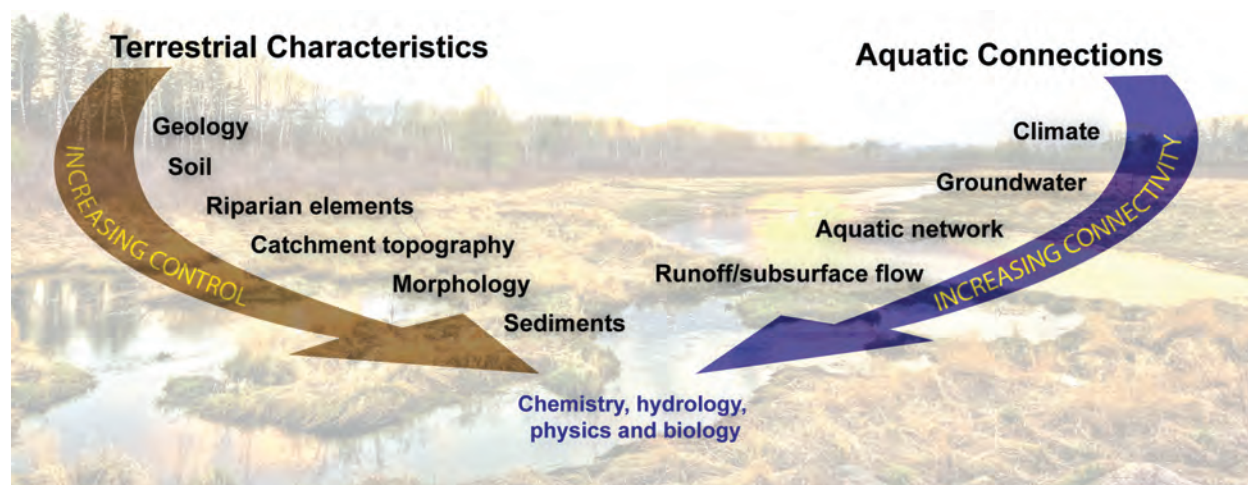 Terrestrial Characteristics
Aquatic Connections
Geology
Soil
Riparian elements
Catchment topography
Morphology
Sediments
INCREASING CONTROL
Climate
Groundwater
Aquatic network
Runoff/subsurface flow
INCREASING CONNECTIVITY
Chemistry, hydrology,
physics and biology